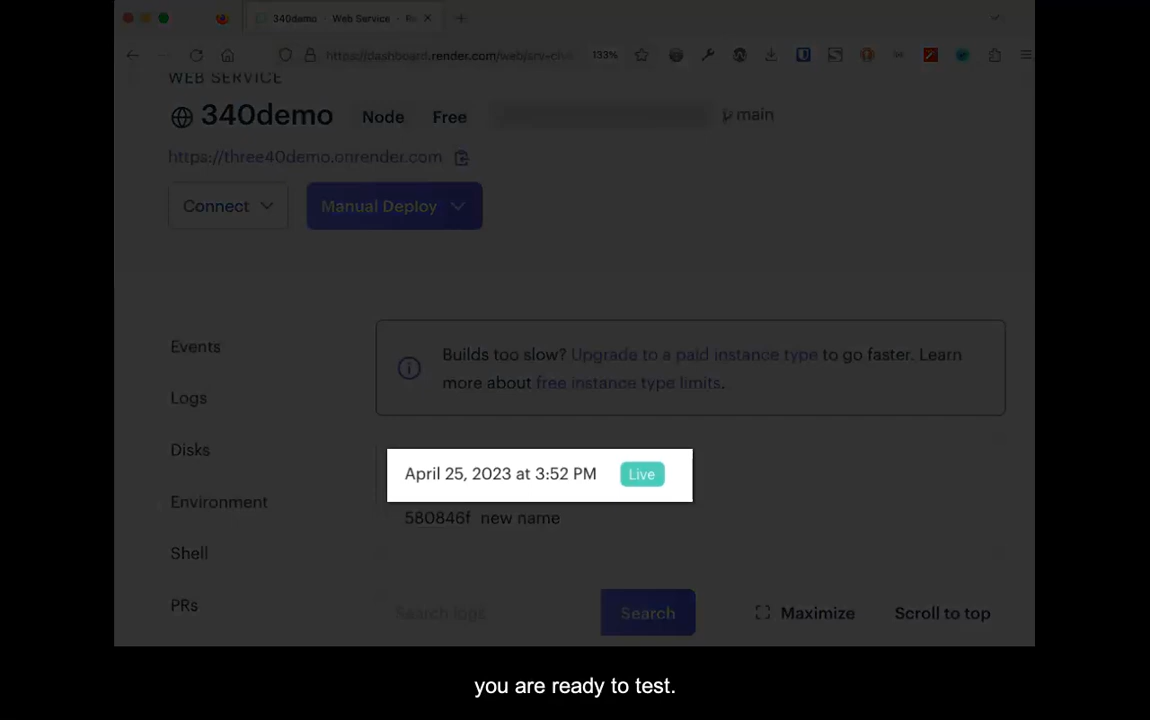 340demo · Web Service ·
https://dashboard.render.com/web/srv-che
133%
WEB SERVICE
340demo Node Free main
https://three40demo.onrender.com
Connect Manual Deploy
Events
Logs
Disks
Environment
Shell
PRs
Builds too slow? Upgrade to a paid instance type to go faster. Learn
more about free instance type limits.
April 25, 2023 at 3:52 PM Live
580846f new name
Search logs Search Maximize Scroll to top
you are ready to test.